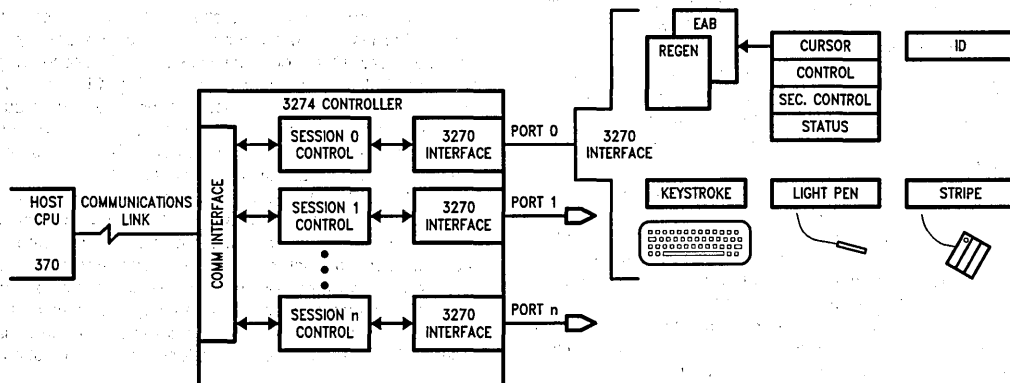 HOST
CPU
370
COMMUNICATIONS
LINK
3274 CONTROLLER
COMM INTERFACE
SESSION 0
CONTROL
3270
INTERFACE
PORT 0
SESSION 1
CONTROL
3270
INTERFACE
PORT 1
SESSION n
CONTROL
3270
INTERFACE
PORT n
3270
INTERFACE
EAB
REGEN
CURSOR
CONTROL
SEC. CONTROL
STATUS
ID
KEYSTROKE
LIGHT PEN
STRIPE